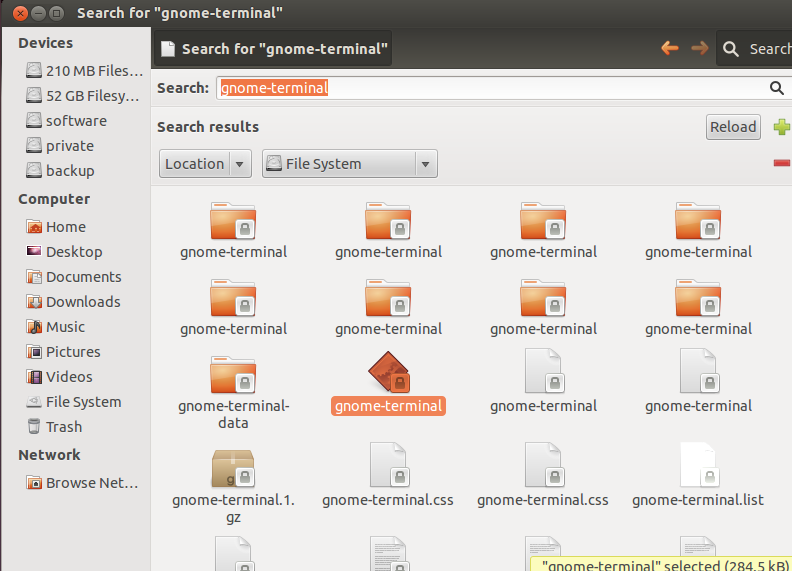 Search for "gnome-terminal"
Devices
210 MB Files...
52 GB Filesy...
software
private
backup
Computer
Home
Desktop
Documents
Downloads
Music
Pictures
Videos
File System
Trash
Network
Browse Net...
Search for "gnome-terminal"
Search
Search:
gnome-terminal
Search results
Reload
Location
File System
gnome-terminal
gnome-terminal
gnome-terminal
gnome-terminal
gnome-terminal
gnome-terminal
gnome-terminal
gnome-terminal
gnome-terminal-
data
gnome-terminal
gnome-terminal
gnome-terminal
gnome-terminal.1.
gz
gnome-terminal.css
gnome-terminal.css
gnome-terminal.list
"gnome-terminal" selected (284.5 kB)